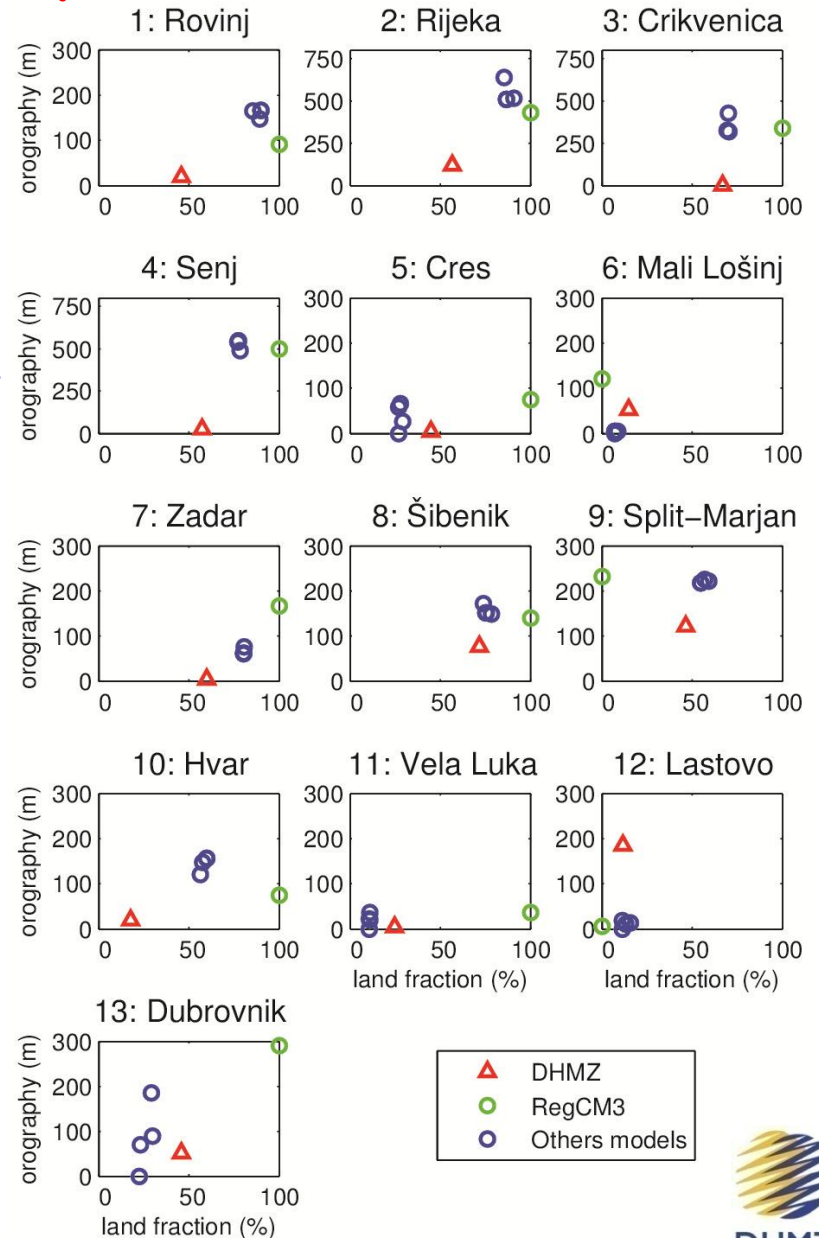 1: Rovinj
2: Rijeka
3: Crikvenica
orography (m)
300
200
100
0
0 50 100
750
500
250
0
0 50 100
750
500
250
0
0 50 100
4: Senj
5: Cres
6: Mali Lošinj
orography (m)
750
500
250
0
0 50 100
300
200
100
0
0 50 100
300
200
100
0
0 50 100
7: Zadar
8: Šibenik
9: Split−Marjan
orography (m)
300
200
100
0
0 50 100
300
200
100
0
0 50 100
300
200
100
0
0 50 100
10: Hvar
11: Vela Luka
12: Lastovo
orography (m)
300
200
100
0
0 50 100
300
200
100
0
0 50 100
land fraction (%)
300
200
100
0
0 50 100
land fraction (%)
13: Dubrovnik
orography (m)
300
200
100
0
0 50 100
land fraction (%)
DHMZ
RegCM3
Others models
DHMZ